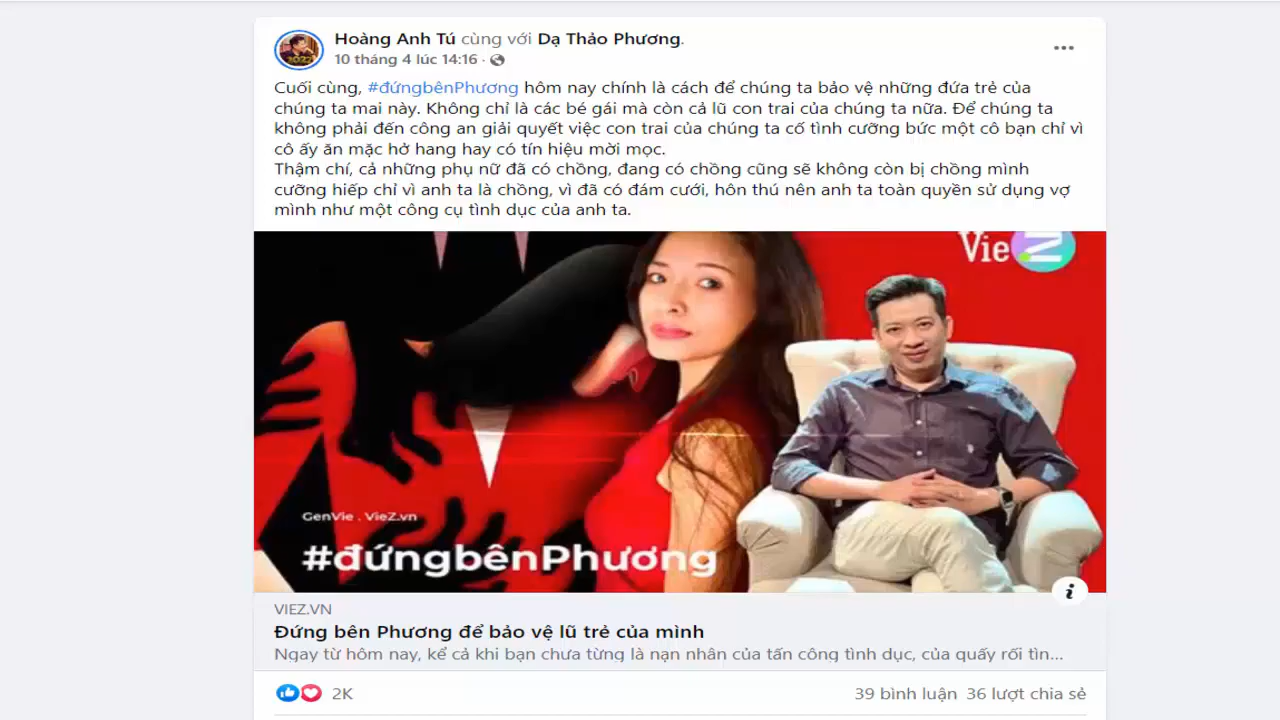 Hoàng Anh Tú cùng với Dạ Thảo Phương.
10 tháng 4 lúc 14:16 ·
Cuối cùng, #đứngbênPhương hôm nay chính là cách để chúng ta bảo vệ những đứa trẻ của
chúng ta mai này. Không chỉ là các bé gái mà còn cả lũ con trai của chúng ta nữa. Để chúng ta
không phải đến công an giải quyết việc con trai của chúng ta cố tình cưỡng bức một cô bạn chỉ vì
cô ấy ăn mặc hở hang hay có tín hiệu mời mọc.
Thậm chí, cả những phụ nữ đã có chồng, đang có chồng cũng sẽ không còn bị chồng mình
cưỡng hiếp chỉ vì anh ta là chồng, vì đã có đám cưới, hôn thú nên anh ta toàn quyền sử dụng vợ
mình như một công cụ tình dục của anh ta.
VieZ
GenVie . VieZ.vn
#đứngbênPhương
VIEZ.VN
Đứng bên Phương để bảo vệ lũ trẻ của mình
Ngay từ hôm nay, kể cả khi bạn chưa từng là nạn nhân của tấn công tình dục, của quấy rối tìn...
2K
39 bình luận 36 lượt chia sẻ